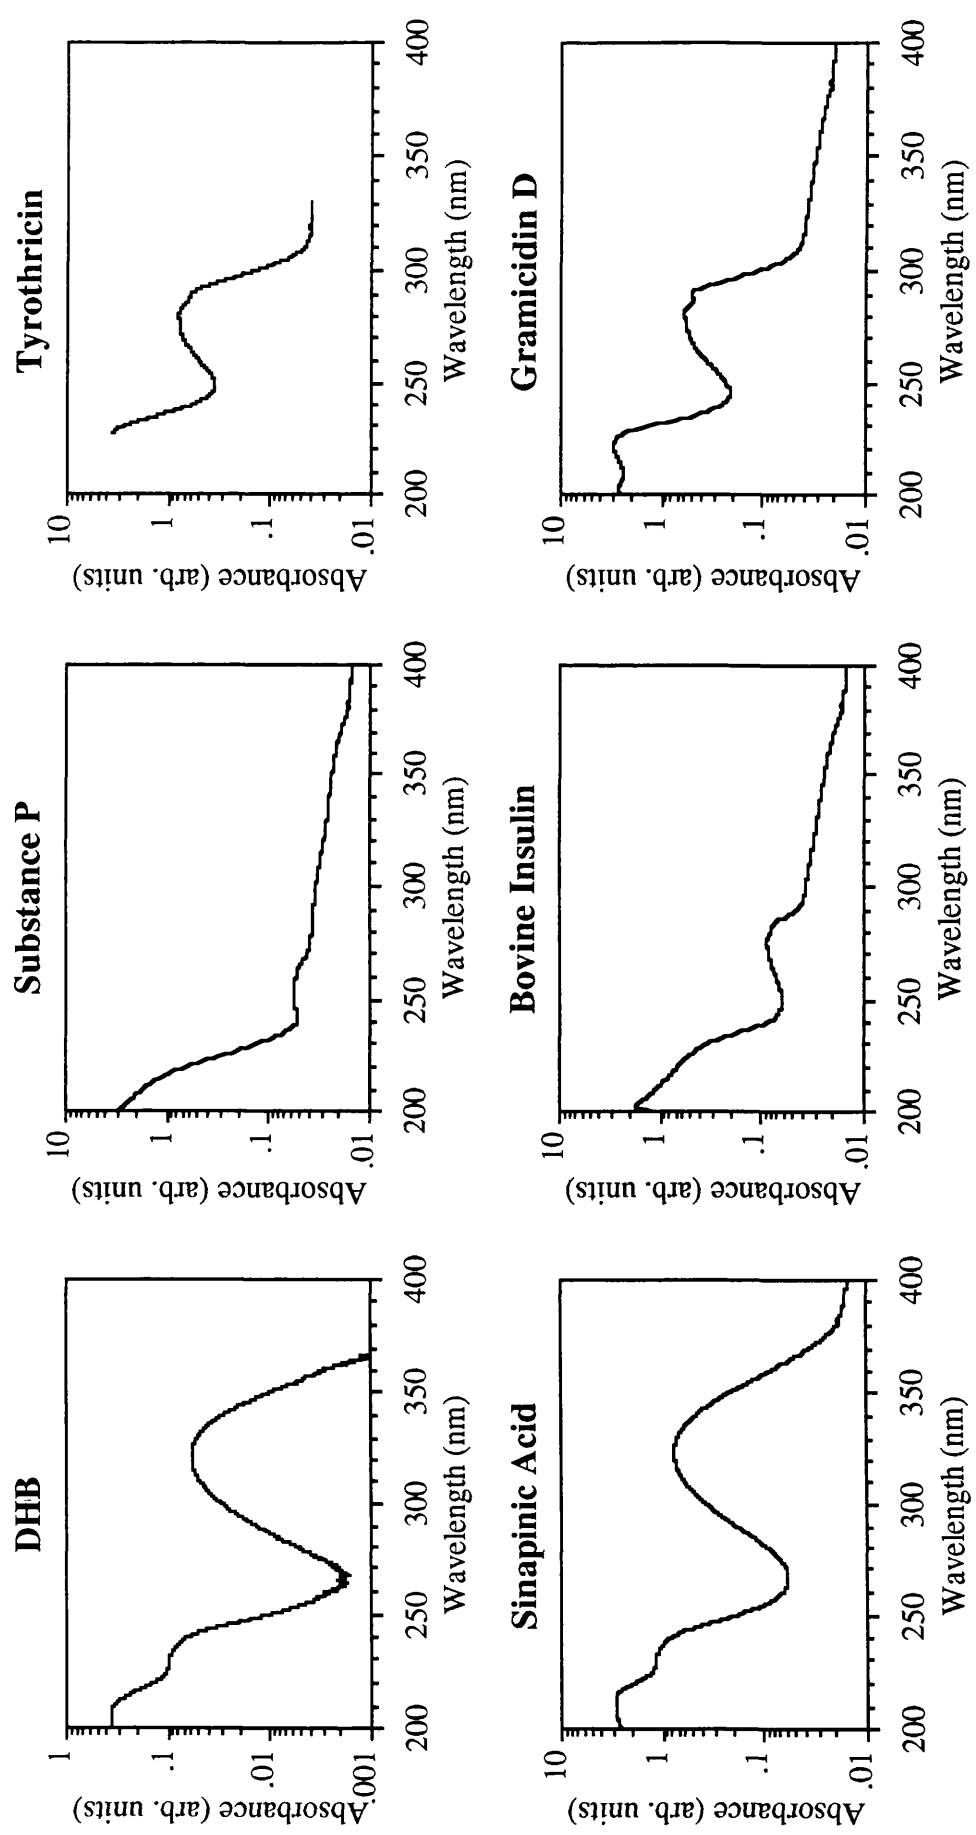 DHB
Absorbance (arb. units)
1
.1
.01
.001
200 250 300 350 400
Wavelength (nm)
Substance P
Absorbance (arb. units)
10
1
.1
.01
200 250 300 350 400
Wavelength (nm)
Tyrothricin
Absorbance (arb. units)
10
1
.1
.01
200 250 300 350 400
Wavelength (nm)
Sinapinic Acid
Absorbance (arb. units)
10
1
.1
.01
200 250 300 350 400
Wavelength (nm)
Bovine Insulin
Absorbance (arb. units)
10
1
.1
.01
200 250 300 350 400
Wavelength (nm)
Gramicidin D
Absorbance (arb. units)
10
1
.1
.01
200 250 300 350 400
Wavelength (nm)